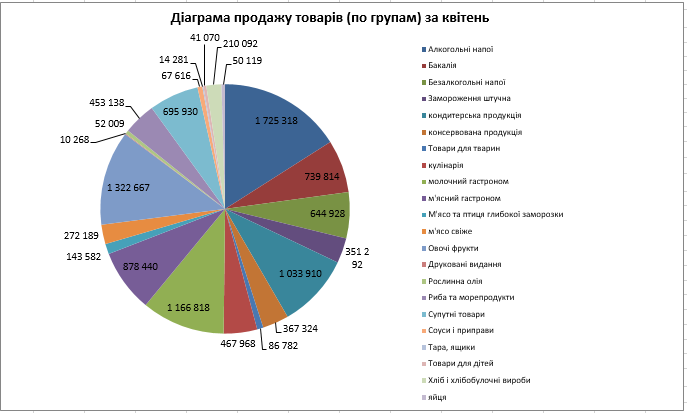 Діаграма продажу товарів (по групам) за квітень
41 070
210 092
14 281
50 119
67 616
453 138
695 930
1 725 318
52 009
10 268
739 814
1 322 667
644 928
272 189
351 2
92
143 582
878 440
1 033 910
1 166 818
367 324
467 968
86 782
Алкогольні напої
Бакалія
Безалкогольні напої
Замороження штучна
кондитерська продукція
консервована продукція
Товари для тварин
кулінарія
молочний гастроном
м'ясний гастроном
М'ясо та птиця глибокої заморозки
м'ясо свіже
Овочі фрукти
Друковані видання
Рослинна олія
Риба та морепродукти
Супутні товари
Соуси і приправи
Тара, ящики
Товари для дітей
Хліб і хлібобулочні вироби
яйця